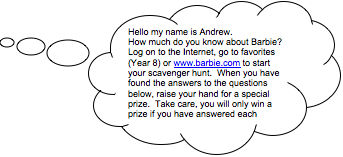 Hello my name is Andrew.
How much do you know about Barbie?
Log on to the Internet, go to favorites
(Year 8) or www.barbie.com to start
your scavenger hunt.  When you have
found the answers to the questions
below, raise your hand for a special
prize.  Take care, you will only win a
prize if you have answered each